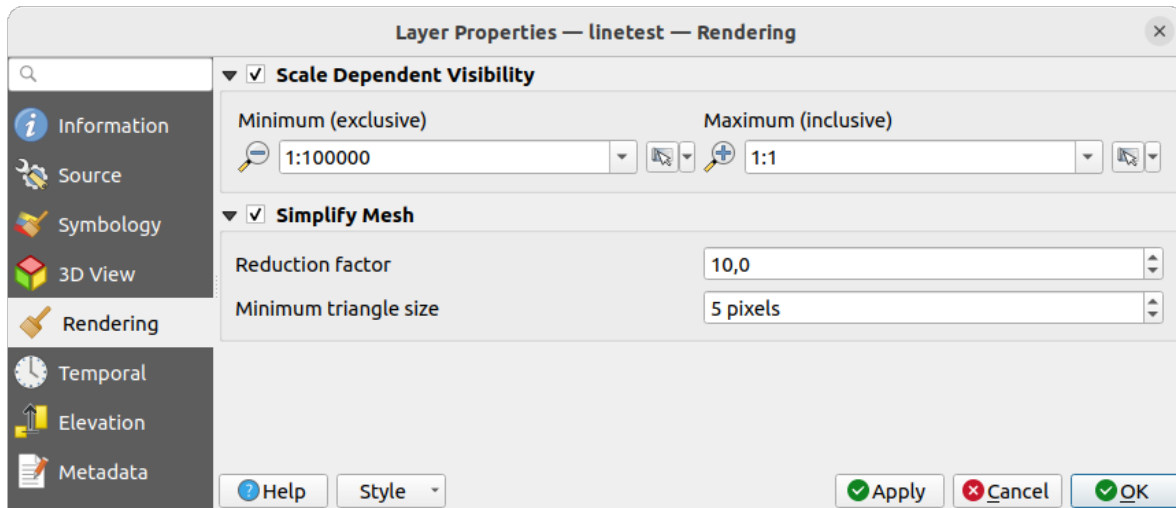 Layer Properties — linetest — Rendering
Information
Source
Symbology
3D View
Rendering
Temporal
Elevation
Metadata
Scale Dependent Visibility
Minimum (exclusive)
Maximum (inclusive)
1:100000
1:1
Simplify Mesh
Reduction factor
10,0
Minimum triangle size
5 pixels
Help
Style
Apply
Cancel
OK